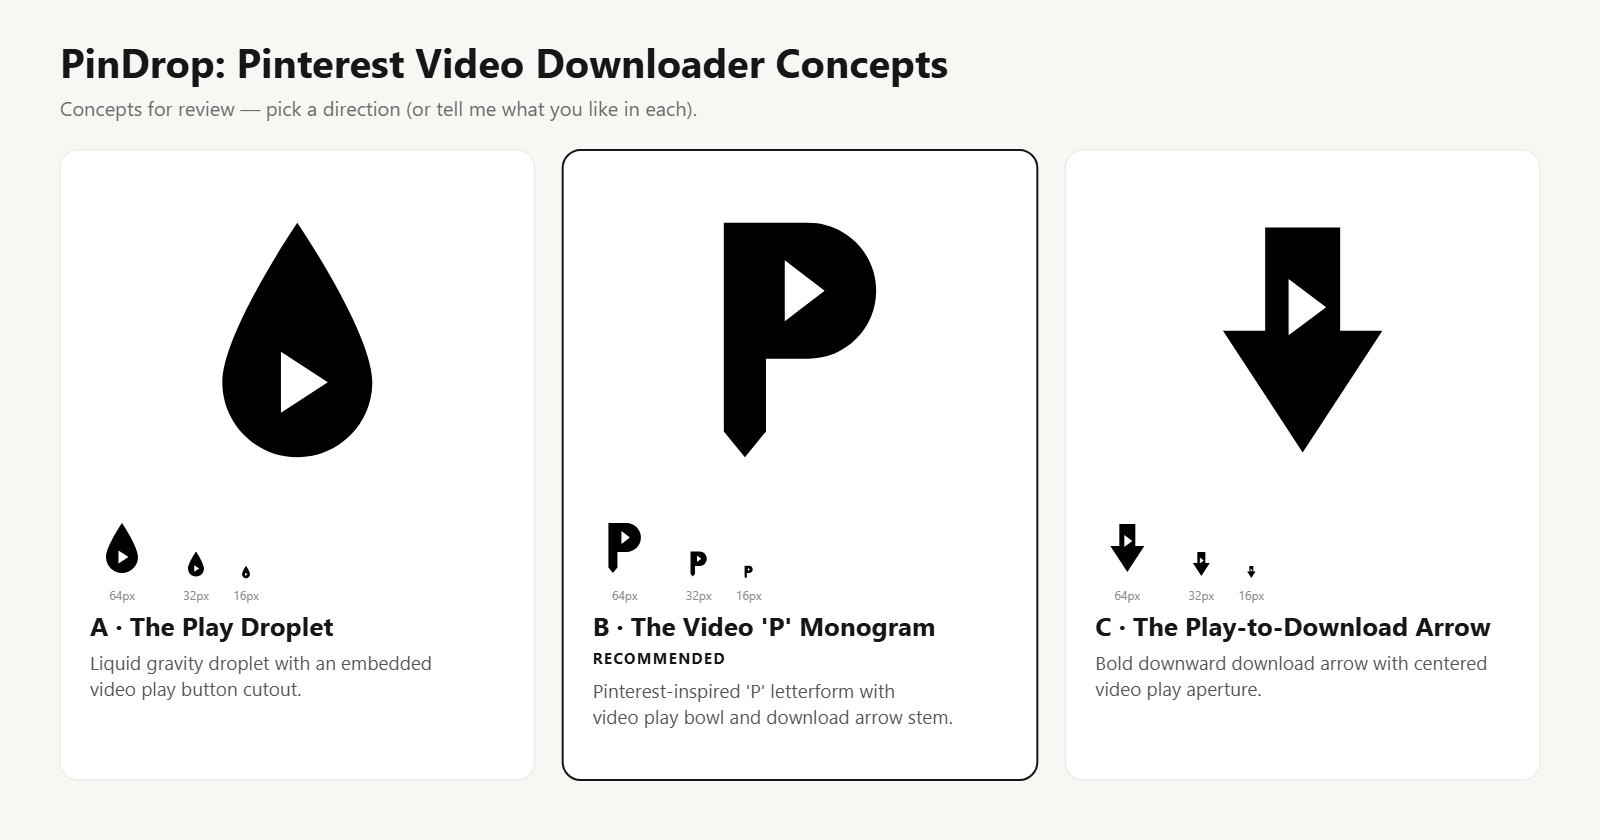 PinDrop: Pinterest Video Downloader Concepts
Concepts for review — pick a direction (or tell me what you like in each).
64px 32px 16px
A · The Play Droplet
Liquid gravity droplet with an embedded
video play button cutout.
P
P P P
64px 32px 16px
B · The Video 'P' Monogram
RECOMMENDED
Pinterest-inspired 'P' letterform with
video play bowl and download arrow stem.
64px 32px 16px
C · The Play-to-Download Arrow
Bold downward download arrow with centered
video play aperture.